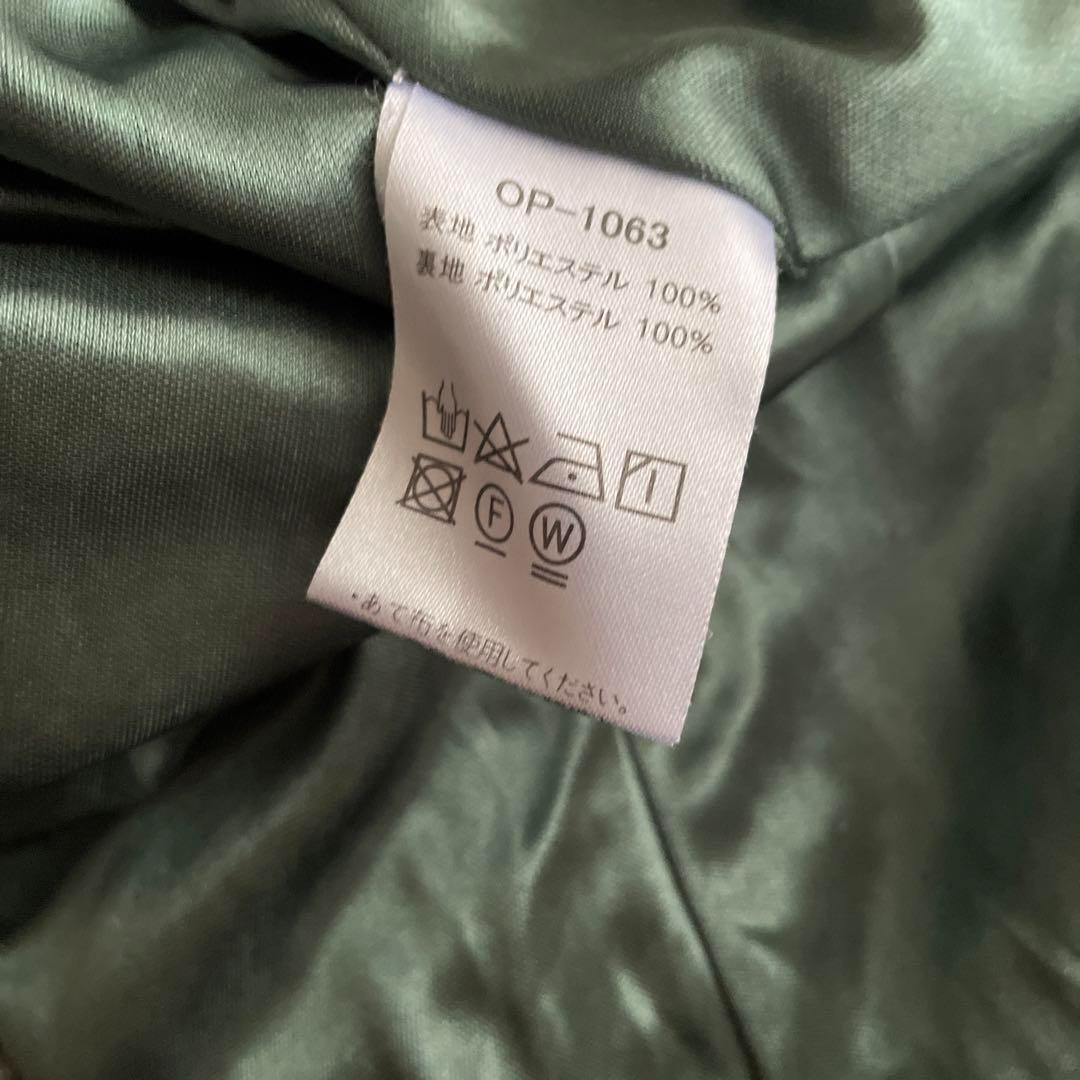 OP-1063
表地 ポリエステル 100%
裏地 ポリエステル 100%
F W
・あて布を使用してください。